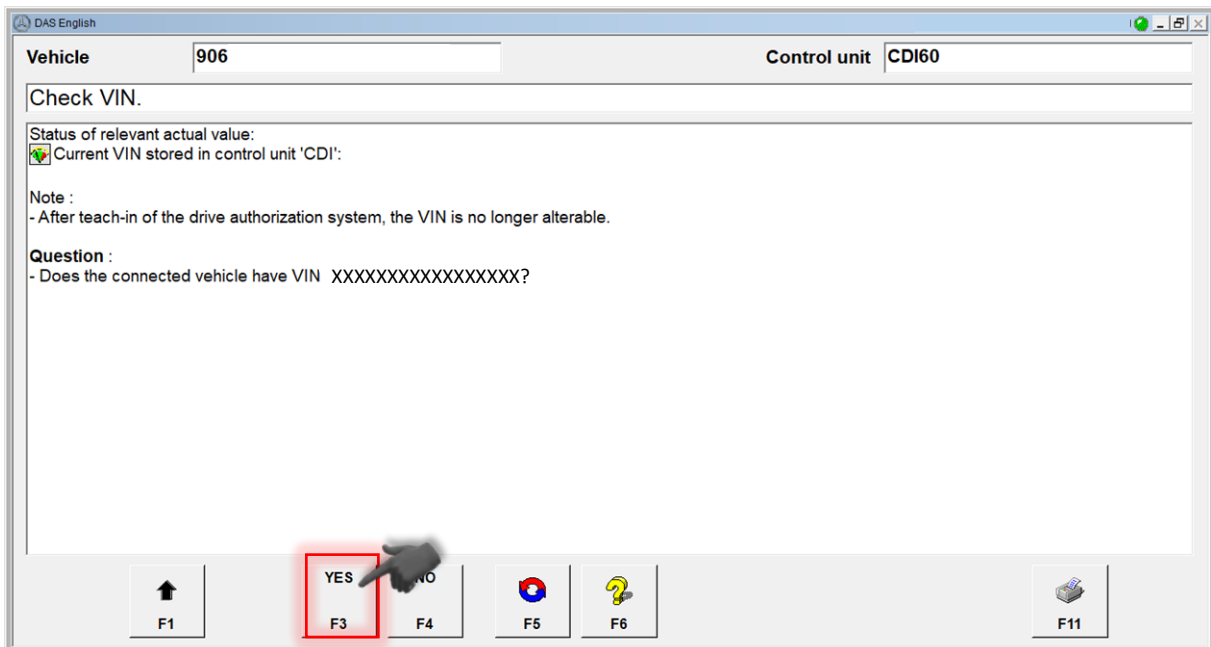 DAS English
Vehicle 906 Control unit CDI60
Check VIN.
Status of relevant actual value:
Current VIN stored in control unit 'CDI':
Note :
- After teach-in of the drive authorization system, the VIN is no longer alterable.
Question :
- Does the connected vehicle have VIN XXXXXXXXXXXXXXXXX?
YES NO
F1 F3 F4 F5 F6 F11